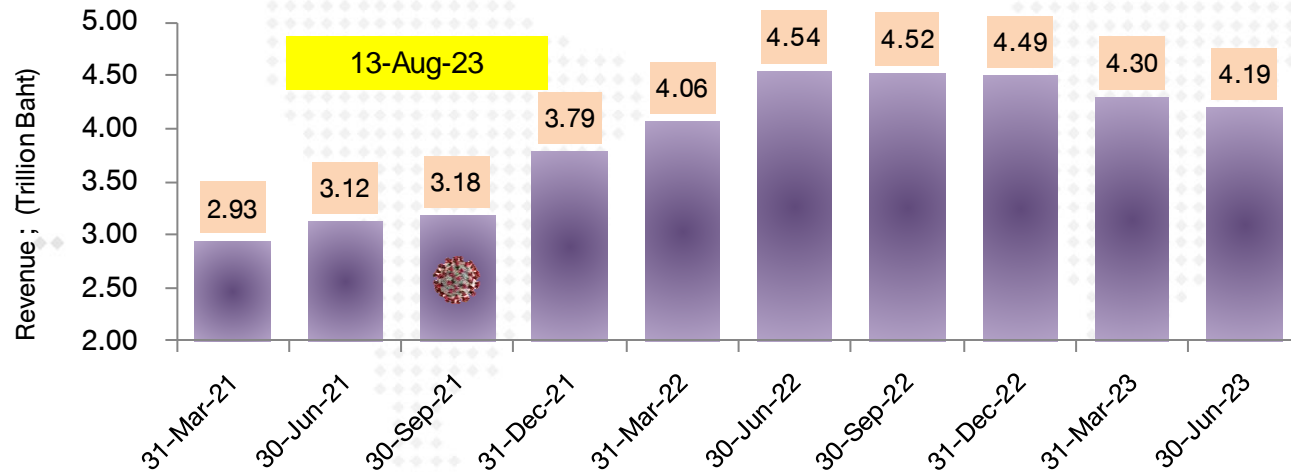 Revenue ; (Trillion Baht)
5.00
4.50
4.00
3.50
3.00
2.50
2.00
13-Aug-23
2.93
3.12
3.18
3.79
4.06
4.54
4.52
4.49
4.30
4.19
31-Mar-21
30-Jun-21
30-Sep-21
31-Dec-21
31-Mar-22
30-Jun-22
30-Sep-22
31-Dec-22
31-Mar-23
30-Jun-23